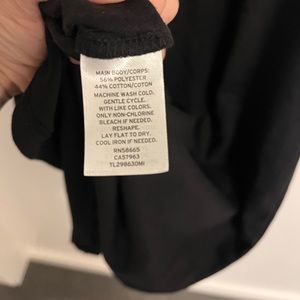 MAIN BODY/CORPS:
56% POLYESTER
44% COTTON/COTON
MACHINE WASH COLD.
GENTLE CYCLE.
WITH LIKE COLORS.
ONLY NON-CHLORINE
BLEACH IF NEEDED.
RESHAPE.
LAY FLAT TO DRY.
COOL IRON IF NEEDED.
RN58665
CA57963
TL298630MI